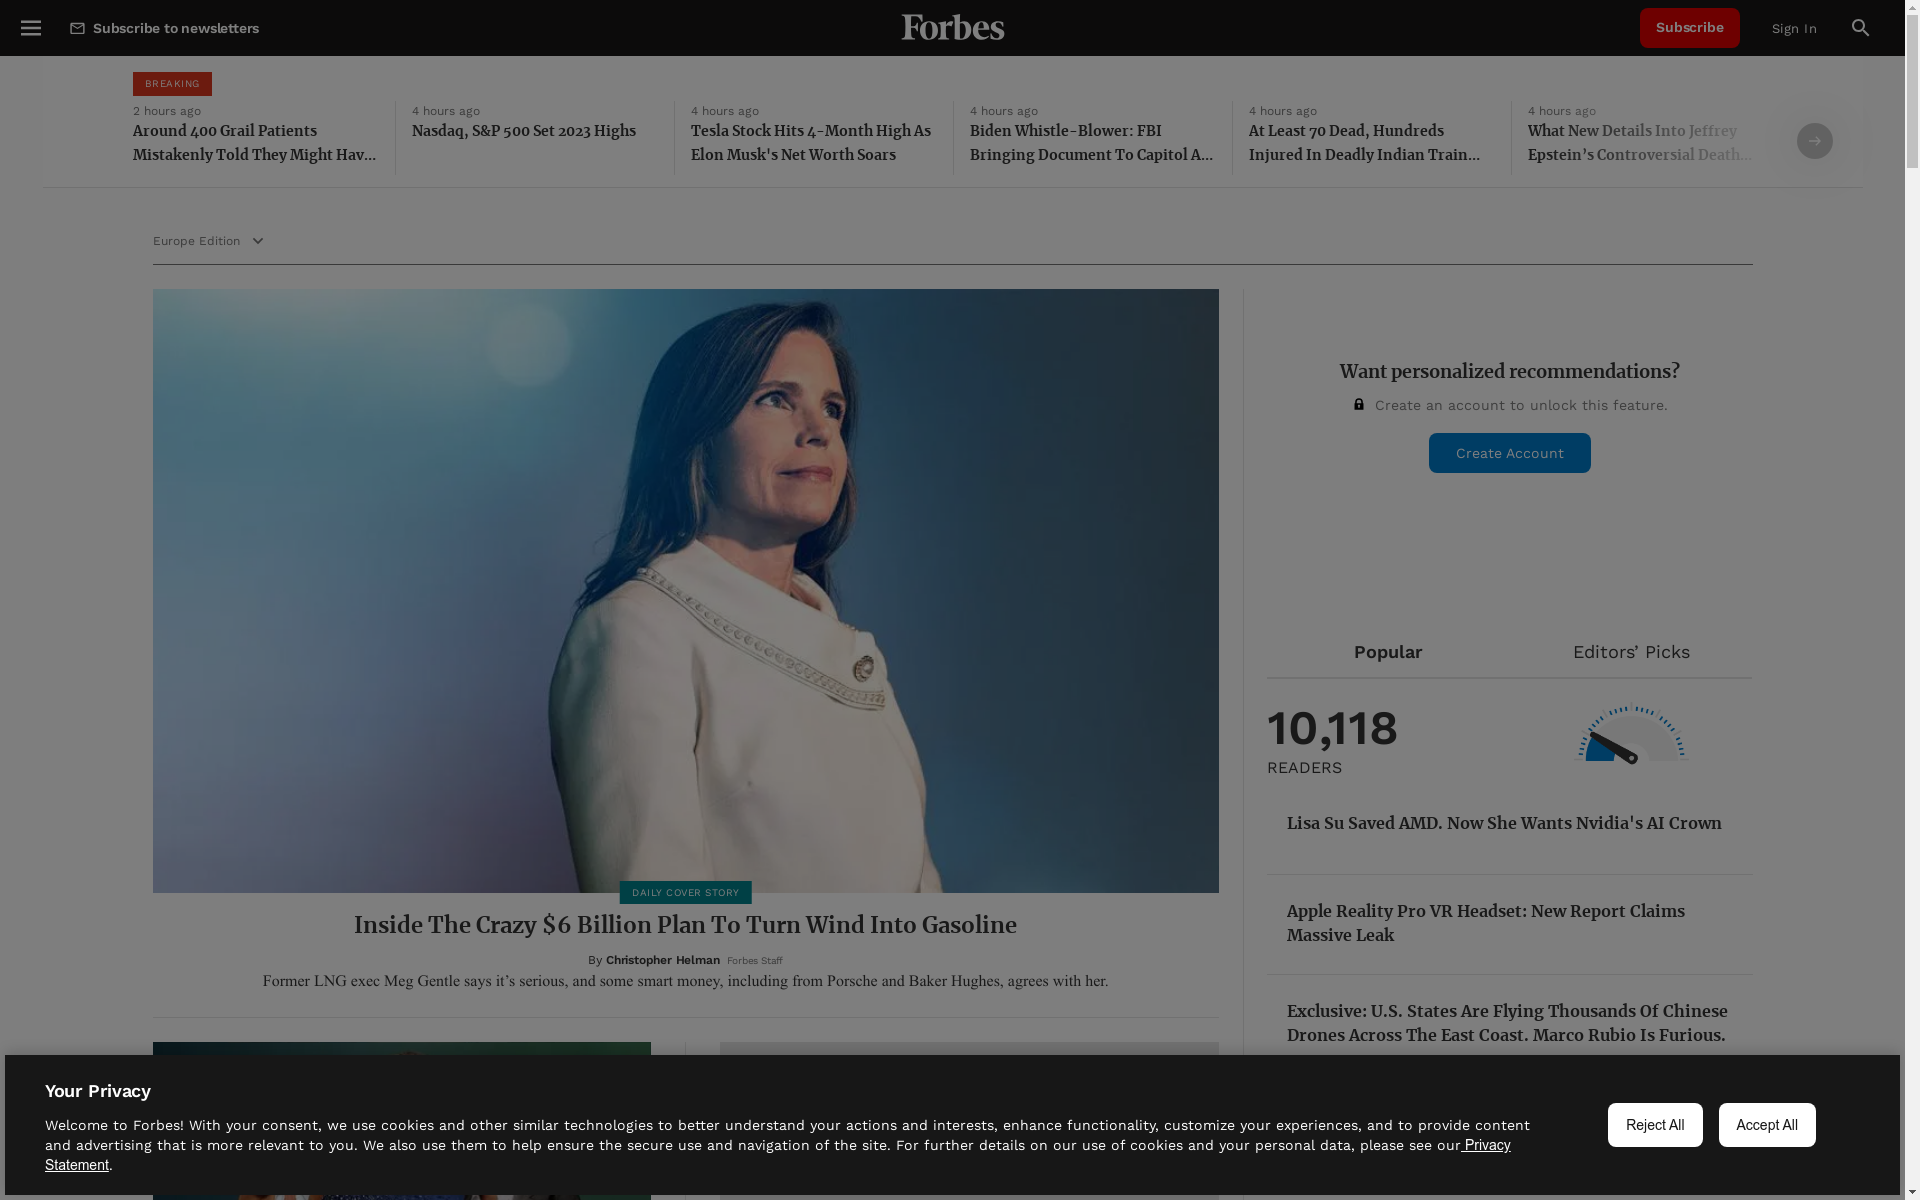 Subscribe to newsletters
Forbes
Subscribe
Sign In
BREAKING
2 hours ago
Around 400 Grail Patients
Mistakenly Told They Might Hav...
4 hours ago
Nasdaq, S&P 500 Set 2023 Highs
4 hours ago
Tesla Stock Hits 4-Month High As
Elon Musk's Net Worth Soars
4 hours ago
Biden Whistle-Blower: FBI
Bringing Document To Capitol A...
4 hours ago
At Least 70 Dead, Hundreds
Injured In Deadly Indian Train...
4 hours ago
What New Details Into Jeffrey
Epstein’s Controversial Death...
Europe Edition
DAILY COVER STORY
Inside The Crazy $6 Billion Plan To Turn Wind Into Gasoline
By Christopher Helman Forbes Staff
Former LNG exec Meg Gentle says it’s serious, and some smart money, including from Porsche and Baker Hughes, agrees with her.
Want personalized recommendations?
Create an account to unlock this feature.
Create Account
Popular
Editors’ Picks
10,118
READERS
Lisa Su Saved AMD. Now She Wants Nvidia's AI Crown
Apple Reality Pro VR Headset: New Report Claims
Massive Leak
Exclusive: U.S. States Are Flying Thousands Of Chinese
Drones Across The East Coast. Marco Rubio Is Furious.
Your Privacy
Welcome to Forbes! With your consent, we use cookies and other similar technologies to better understand your actions and interests, enhance functionality, customize your experiences, and to provide content
and advertising that is more relevant to you. We also use them to help ensure the secure use and navigation of the site. For further details on our use of cookies and your personal data, please see our Privacy
Statement.
Reject All
Accept All